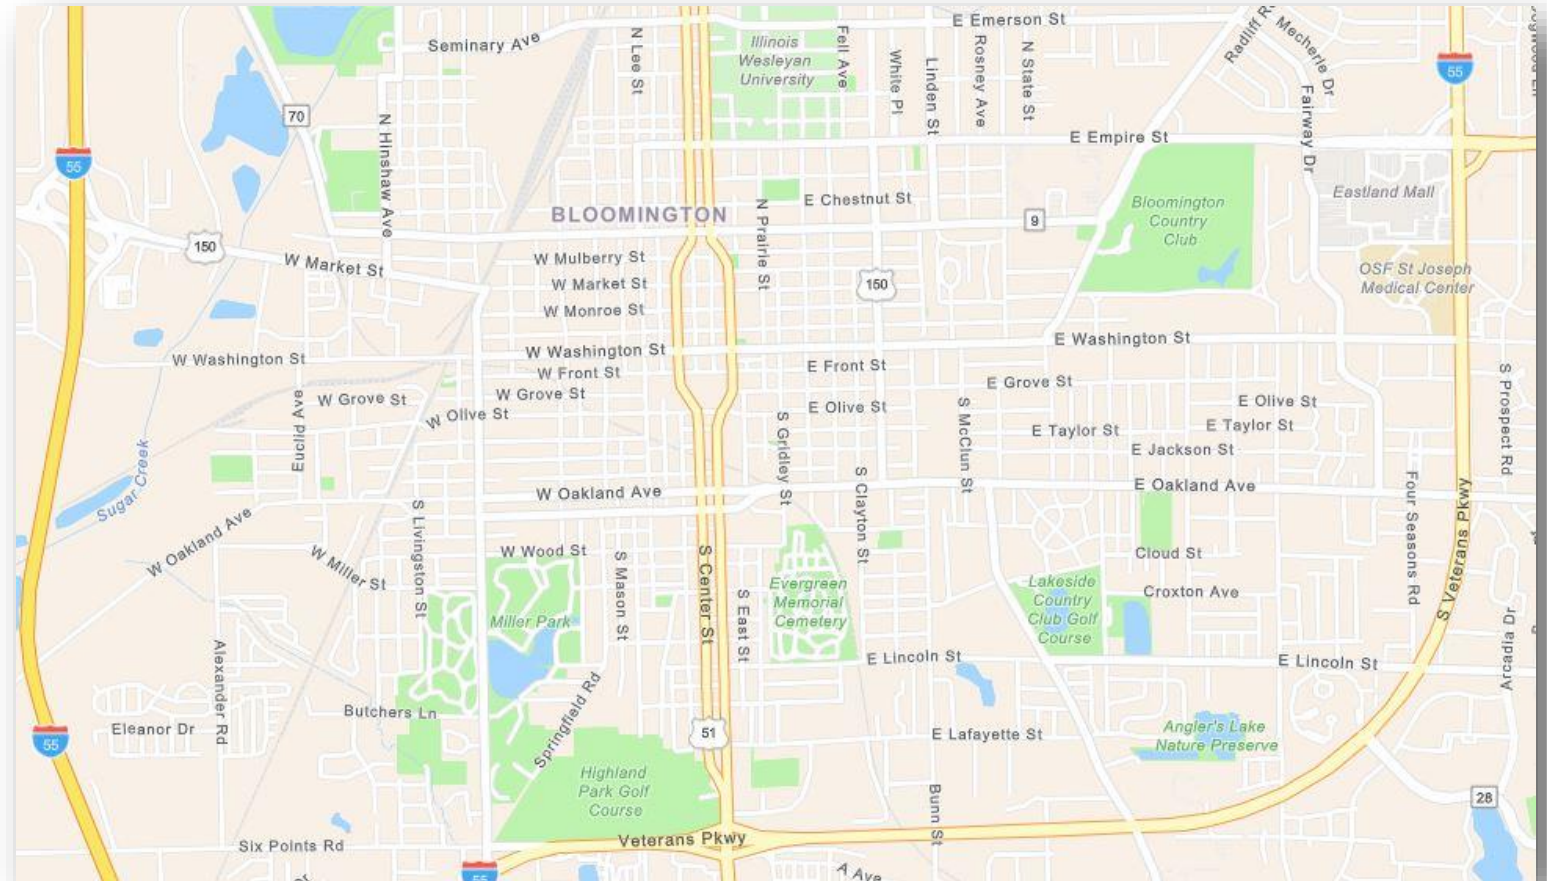 E Emerson St
Seminary Ave
N Lee St
Illinois
Wesleyan
University
Fell Ave
White Pl
Linden St
Rosney Ave
N State St
Radliff Rd
Mecherle Dr
Fairway Dr
55
70
N Hinshaw Ave
E Empire St
55
Eastland Mall
BLOOMINGTON
N Prairie St
E Chestnut St
9
Bloomington
Country
Club
150
W Market St
W Mulberry St
W Market St
W Monroe St
150
OSF St Joseph
Medical Center
W Washington St
W Washington St
E Washington St
W Front St
E Front St
W Grove St
W Grove St
E Grove St
W Olive St
E Olive St
E Olive St
Euclid Ave
S Gridley St
S McClun St
E Taylor St
E Taylor St
E Jackson St
S Prospect Rd
Sugar Creek
W Oakland Ave
W Oakland Ave
E Oakland Ave
S Livingston St
S Clayton St
Four Seasons Rd
S Veterans Pkwy
W Miller St
W Wood St
S Mason St
S Center St
S East St
Evergreen
Memorial
Cemetery
Cloud St
Croxton Ave
Lakeside
Country
Club Golf
Course
Miller Park
Alexander Rd
E Lincoln St
E Lincoln St
Arcadia Dr
Butchers Ln
Eleanor Dr
55
Springfield Rd
51
E Lafayette St
Angler's Lake
Nature Preserve
Highland
Park Golf
Course
Bunn St
28
Six Points Rd
Veterans Pkwy
55
A Ave